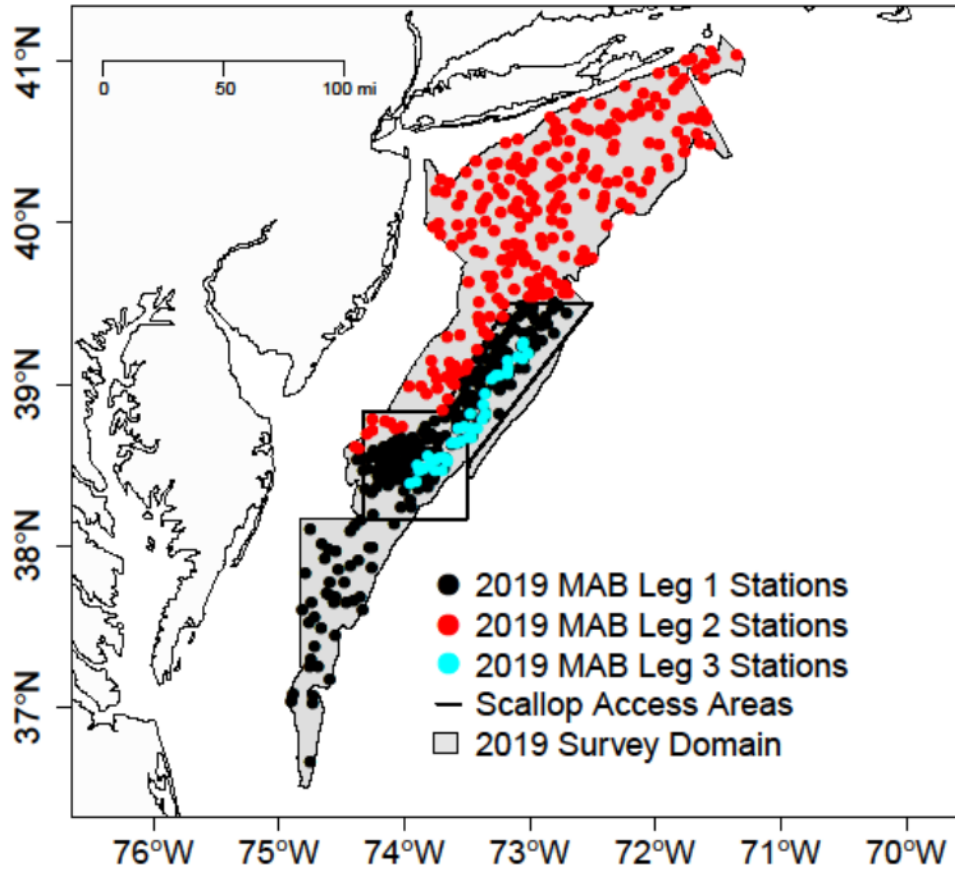 0
50
100 mi
41°N
40°N
39°N
38°N
37°N
2019 MAB Leg 1 Stations
2019 MAB Leg 2 Stations
2019 MAB Leg 3 Stations
Scallop Access Areas
2019 Survey Domain
76°W
75°W
74°W
73°W
72°W
71°W
70°W